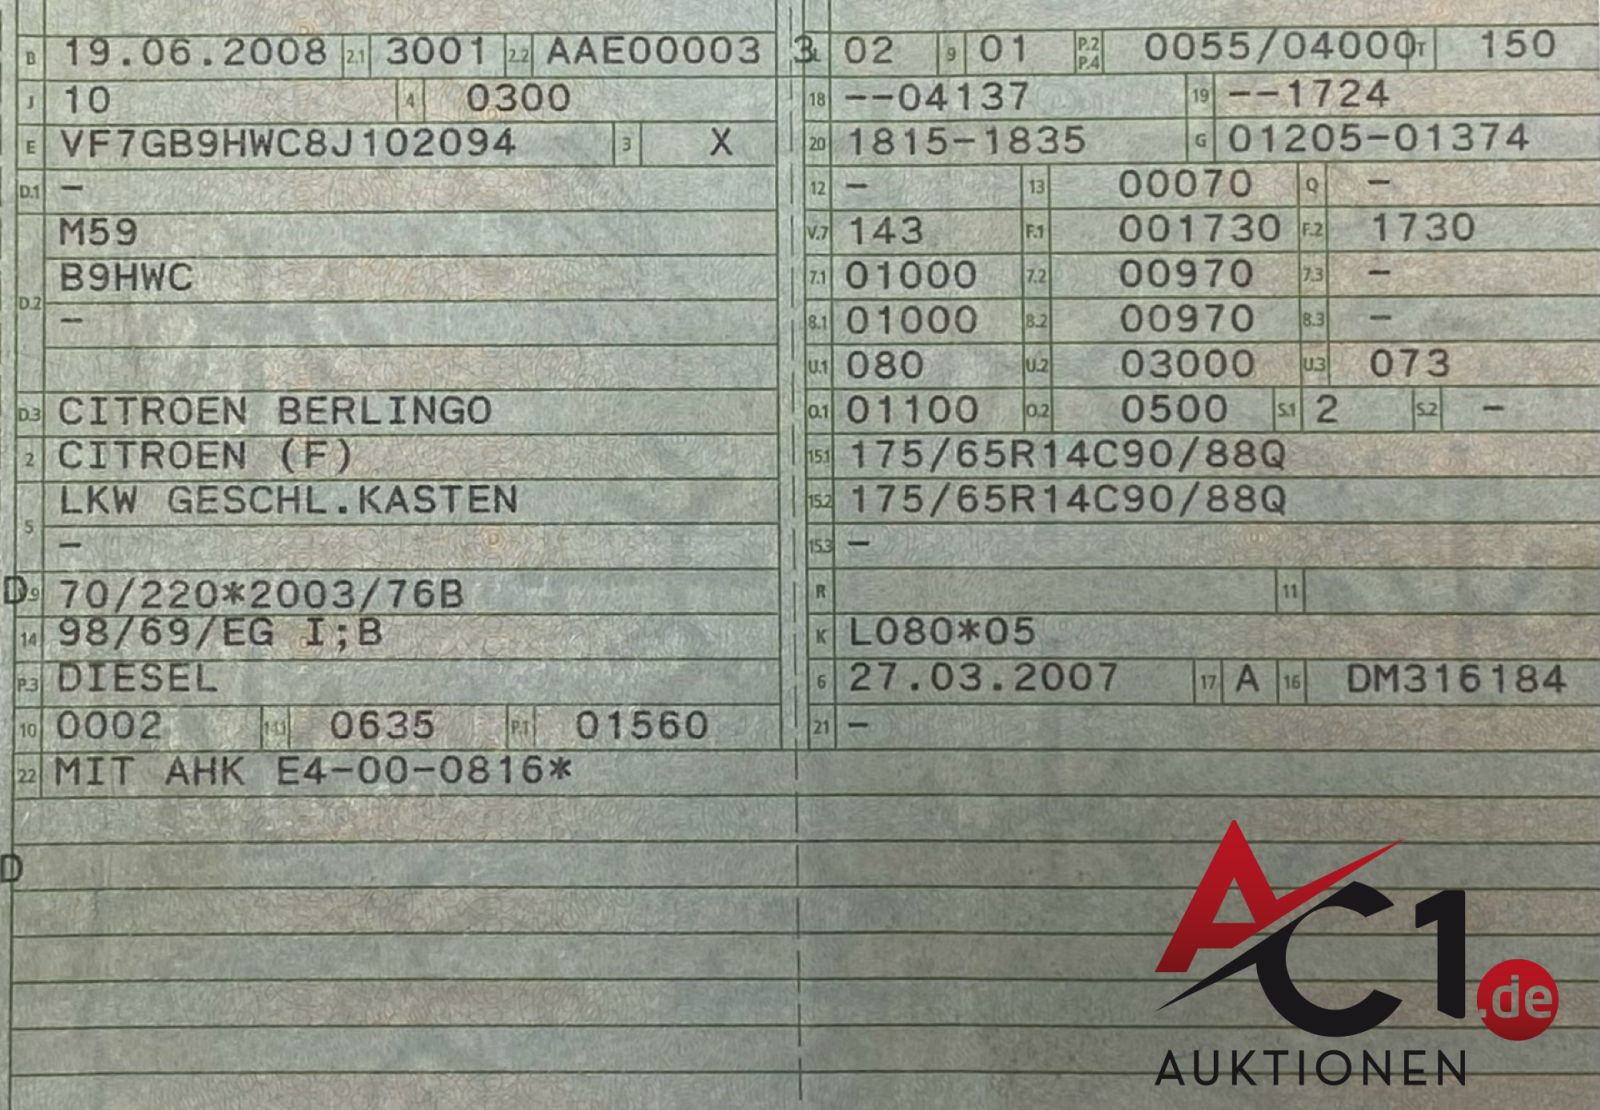 B 19.06.2008 2.1 3001 2.2 AAE00003 3
J 10 4 0300
E VF7GB9HWC8J102094 3 X
D.1 –
M59
D.2 B9HWC
–
D.3 CITROEN BERLINGO
2 CITROEN (F)
LKW GESCHL.KASTEN
5
–
D
.9 70/220*2003/76B
14 98/69/EG I;B
P.3 DIESEL
10 0002 14.1 0635 P.1 01560
22 MIT AHK E4-00-0816*
D
L 02 9 01 P.2 P.4 0055/04000 T 150
18 --04137 19 --1724
20 1815-1835 G 01205-01374
12 – 13 00070 Q –
V.7 143 F.1 001730 F.2 1730
7.1 01000 7.2 00970 7.3 –
8.1 01000 8.2 00970 8.3 –
U.1 080 U.2 03000 U.3 073
O.1 01100 O.2 0500 S.1 2 S.2 –
15.1 175/65R14C90/88Q
15.2 175/65R14C90/88Q
15.3 –
R 11
K L080*05
6 27.03.2007 17 A 16 DM316184
21 –
AC1.de
AUKTIONEN